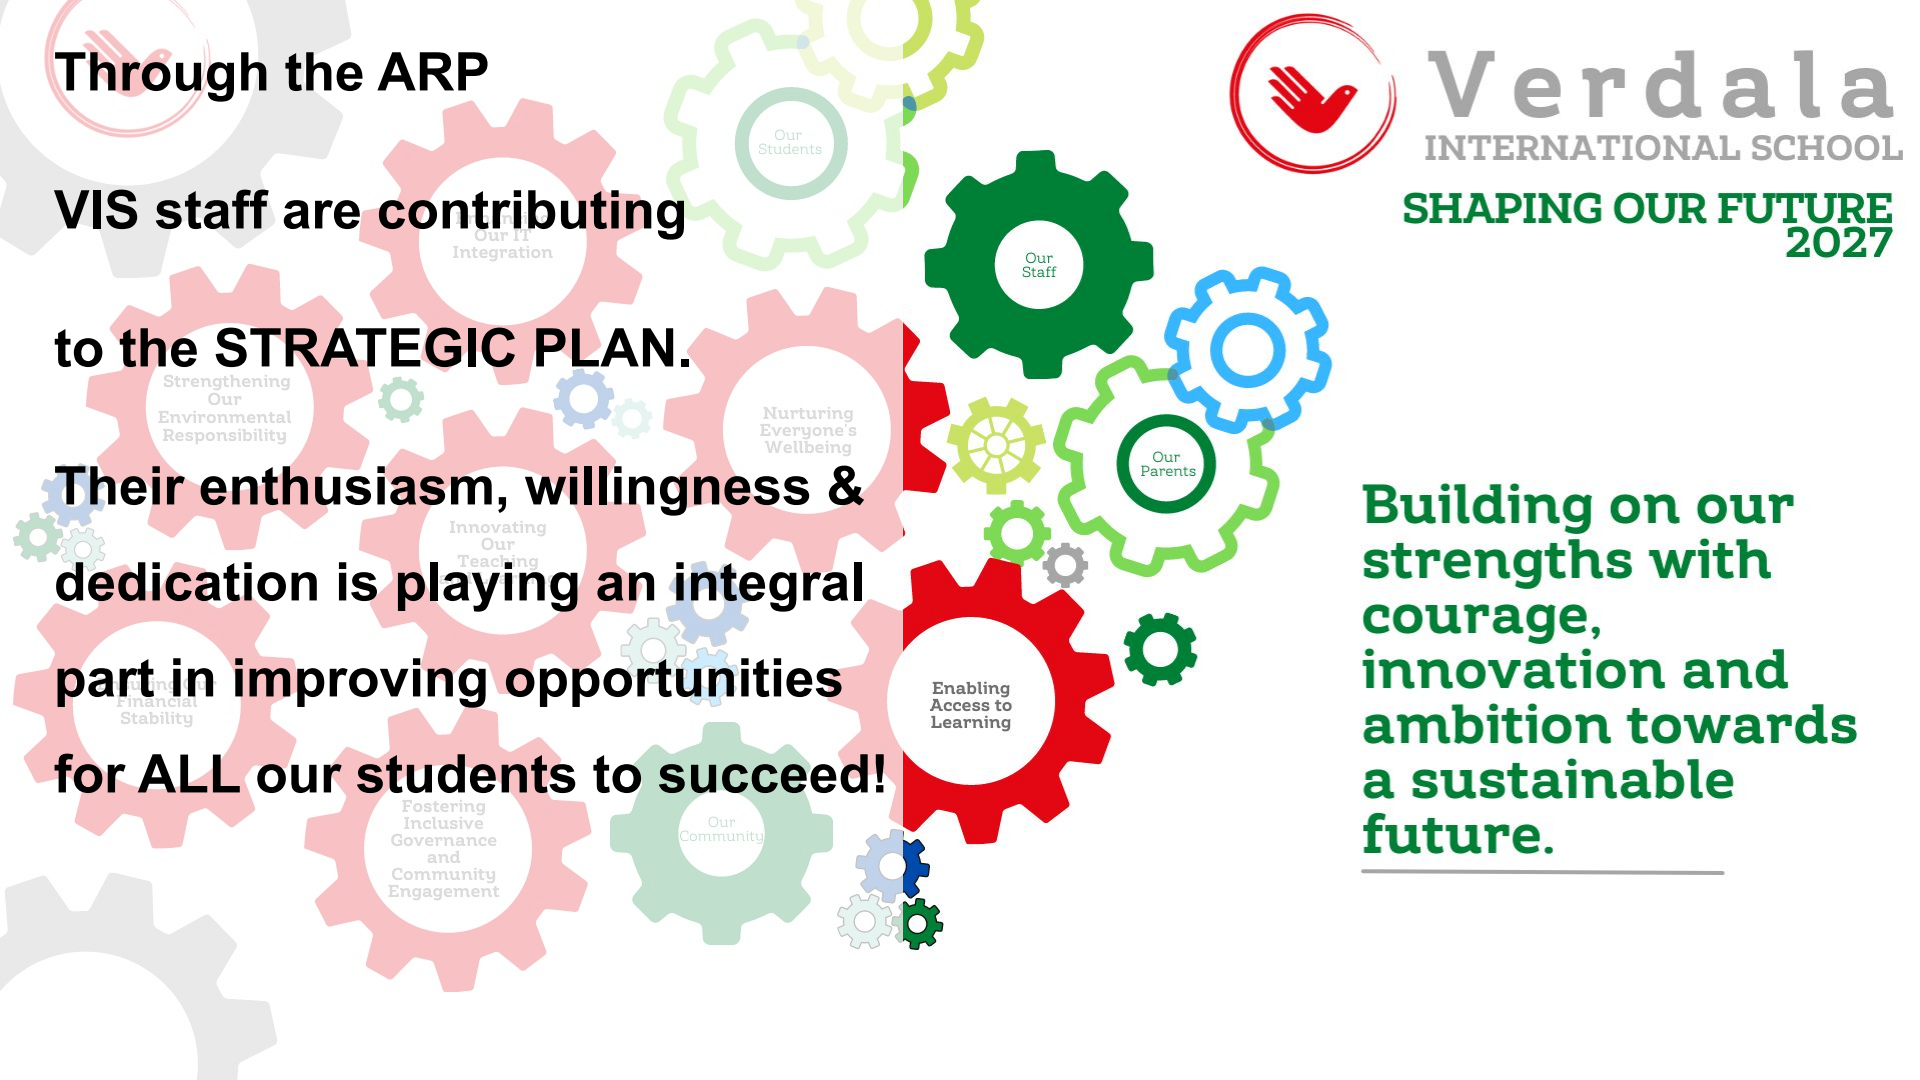 Through the ARP
VIS staff are contributing
to the STRATEGIC PLAN.
Their enthusiasm, willingness &
dedication is playing an integral
part in improving opportunities
for ALL our students to succeed!
Our
Students
Our IT
Integration
Strengthening
Our
Environmental
Responsibility
Nurturing
Everyone's
Wellbeing
Innovating
Our
Teaching
Financial
Stability
Fostering
Inclusive
Governance
and
Community
Engagement
Our
Community
Our
Staff
Our
Parents
Enabling
Access to
Learning
Verdala
INTERNATIONAL SCHOOL
SHAPING OUR FUTURE
2027
Building on our
strengths with
courage,
innovation and
ambition towards
a sustainable
future.